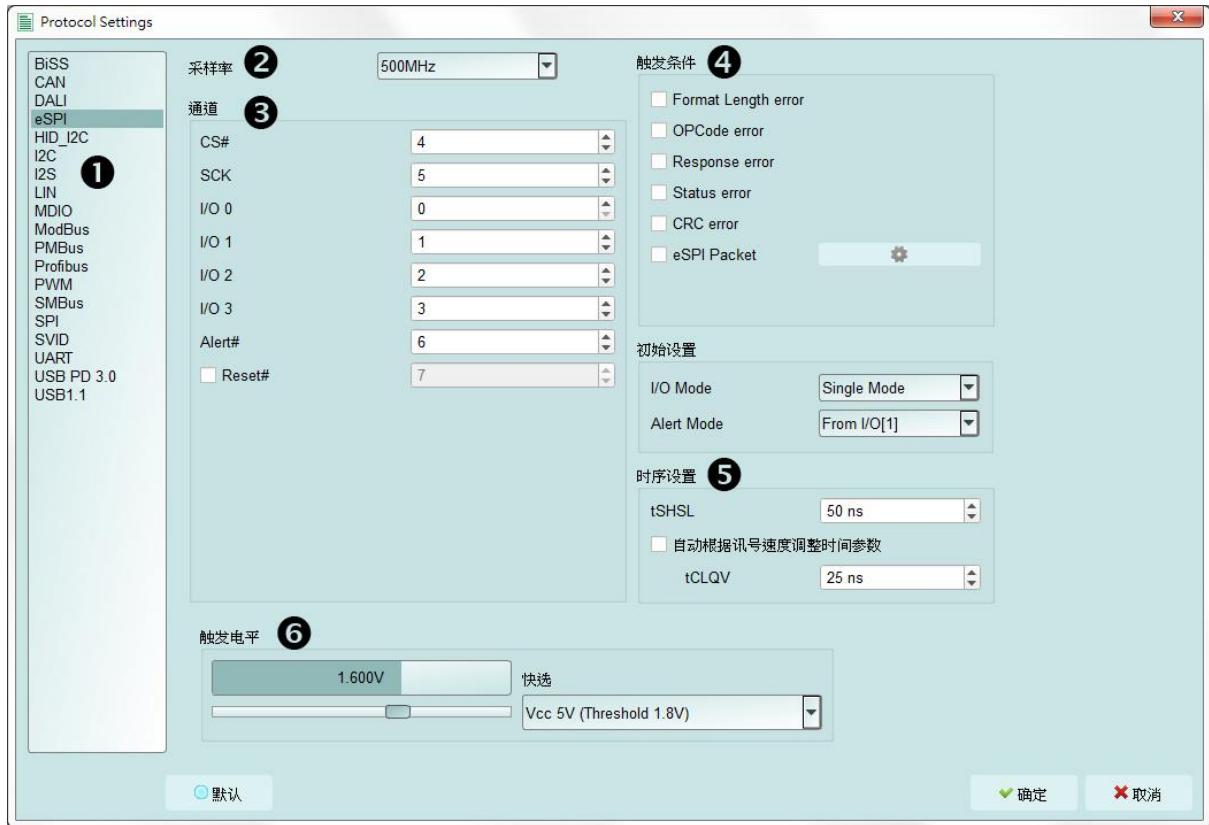 Protocol Settings
BiSS
CAN
DALI
eSPI
HID_I2C
I2C
I2S
LIN
MDIO
ModBus
PMBus
Profibus
PWM
SMBus
SPI
SVID
UART
USB PD 3.0
USB1.1
❶
采样率 ❷ 500MHz
通道 ❸
CS# 4
SCK 5
I/O 0 0
I/O 1 1
I/O 2 2
I/O 3 3
Alert# 6
Reset# 7
触发条件 ❹
Format Length error
OPCode error
Response error
Status error
CRC error
eSPI Packet
初始设置
I/O Mode Single Mode
Alert Mode From I/O[1]
时序设置 ❺
tSHSL 50 ns
自动根据讯号速度调整时间参数
tCLQV 25 ns
触发电平 ❻
1.600V
快选
Vcc 5V (Threshold 1.8V)
默认
确定
取消